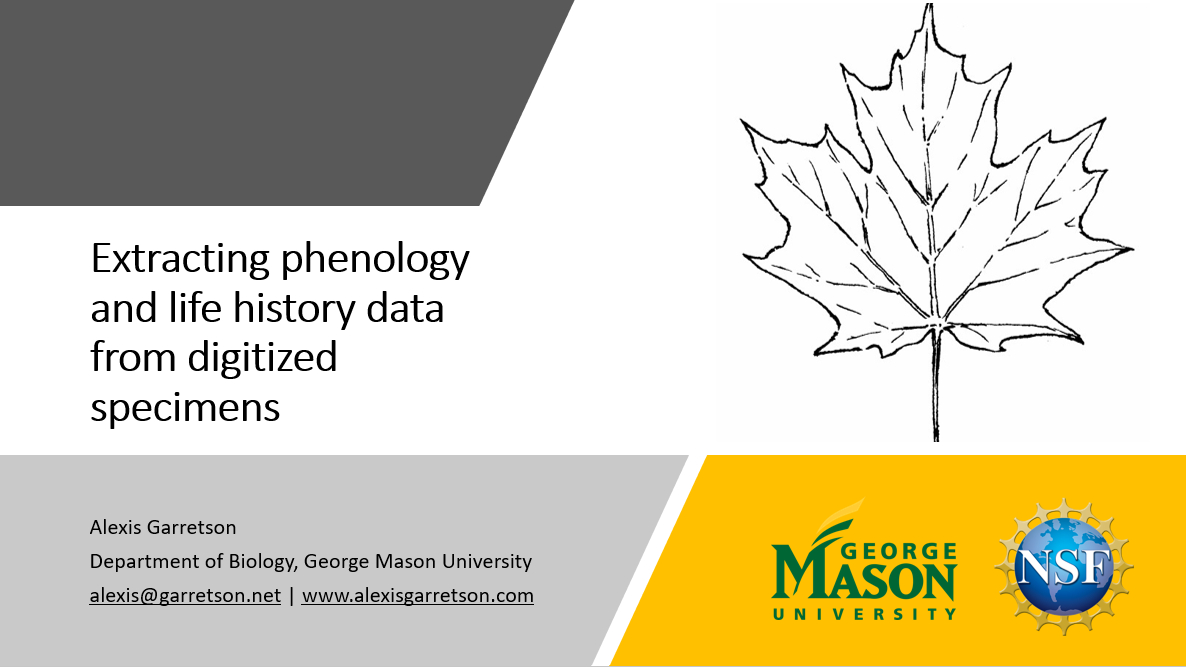 Extracting phenology
and life history data
from digitized
specimens
Alexis Garretson
Department of Biology, George Mason University
alexis@garretson.net | www.alexisgarretson.com
GEORGE
MASON
UNIVERSITY
NSF